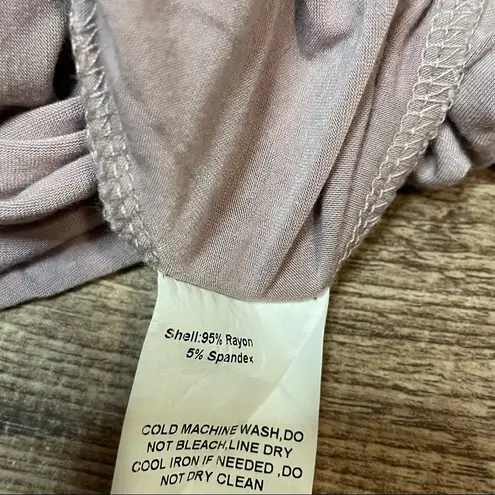 Shell:95% Rayon
5% Spandex
COLD MACHINE WASH,DO
NOT BLEACH,LINE DRY
COOL IRON IF NEEDED ,DO
NOT DRY CLEAN